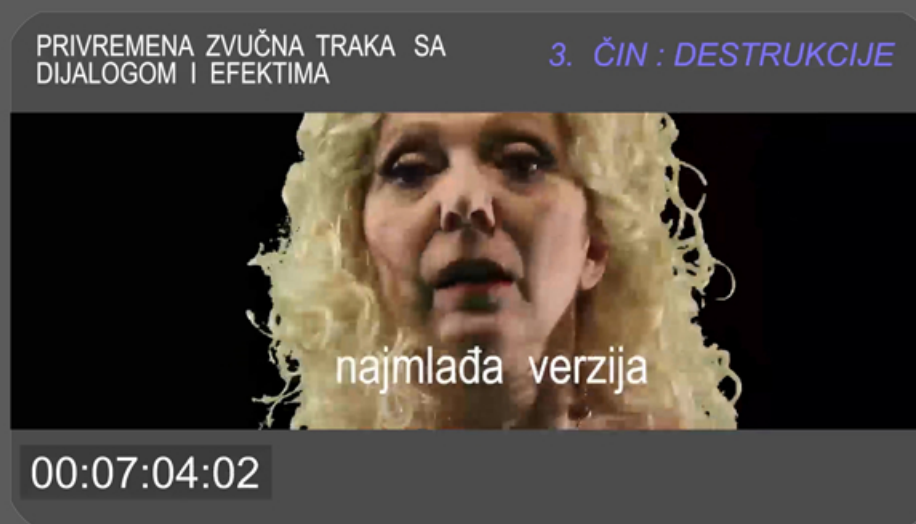 PRIVREMENA ZVUČNA TRAKA SA
DIJALOGOM I EFEKTIMA
3. ČIN : DESTRUKCIJE
najmlađa verzija
00:07:04:02